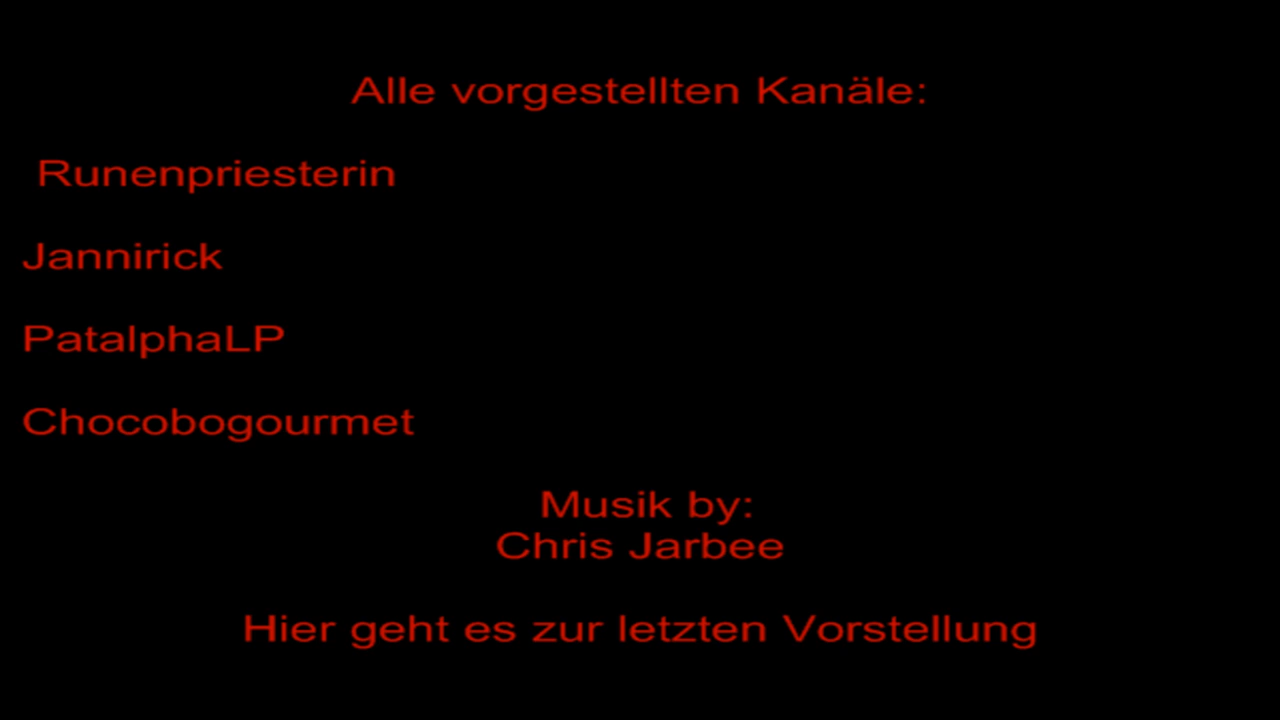 Alle vorgestellten Kanäle:
Runenpriesterin
Jannirick
PatalphaLP
Chocobogourmet
Musik by:
Chris Jarbee
Hier geht es zur letzten Vorstellung